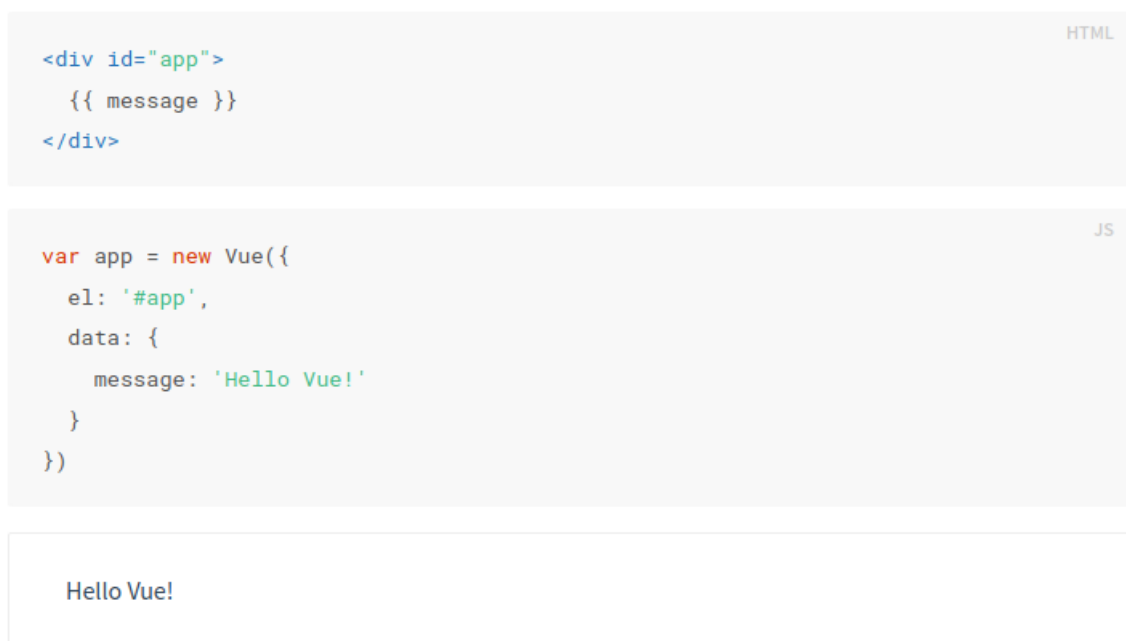 HTML
<div id="app">
  {{ message }}
</div>
JS
var app = new Vue({
  el: '#app',
  data: {
    message: 'Hello Vue!'
  }
})
Hello Vue!